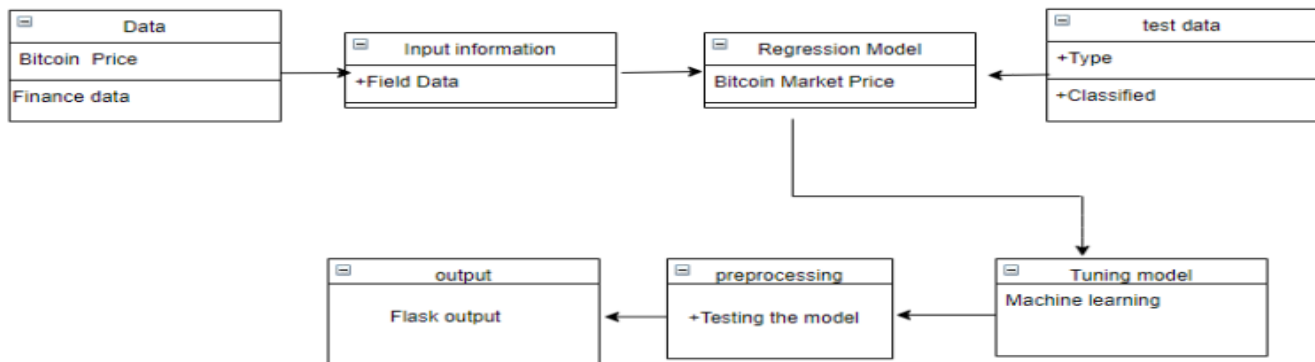 Data
Bitcoin Price
Finance data
Input information
+Field Data
Regression Model
Bitcoin Market Price
test data
+Type
+Classified
output
Flask output
preprocessing
+Testing the model
Tuning model
Machine learning